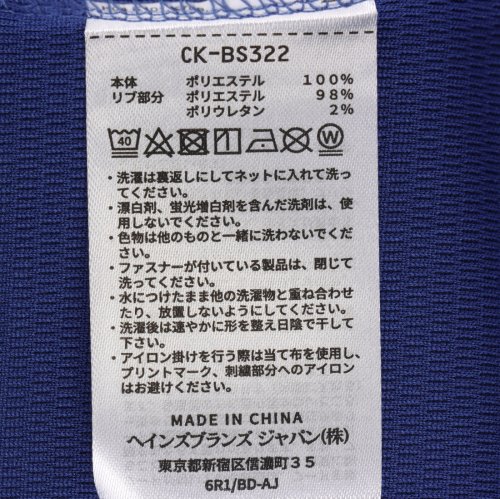 CK-BS322
本体 ポリエステル 100%
リブ部分 ポリエステル 98%
ポリウレタン 2%
40 W
・洗濯は裏返しにしてネットに入れて洗っ
てください。
・漂白剤、蛍光増白剤を含んだ洗剤は、使
用しないでください。
・色物は他のものと一緒に洗わないでくだ
さい。
・ファスナーが付いている製品は、閉じて
洗ってください。
・水につけたまま他の洗濯物と重ね合わせ
たり、放置しないようにしてください。
・洗濯後は速やかに形を整え日陰で干して
下さい。
・アイロン掛けを行う際は当て布を使用し、
プリントマーク、刺繍部分へのアイロン
はお避けください。
MADE IN CHINA
ヘインズブランズ ジャパン(株)
東京都新宿区信濃町35
6R1/BD-AJ